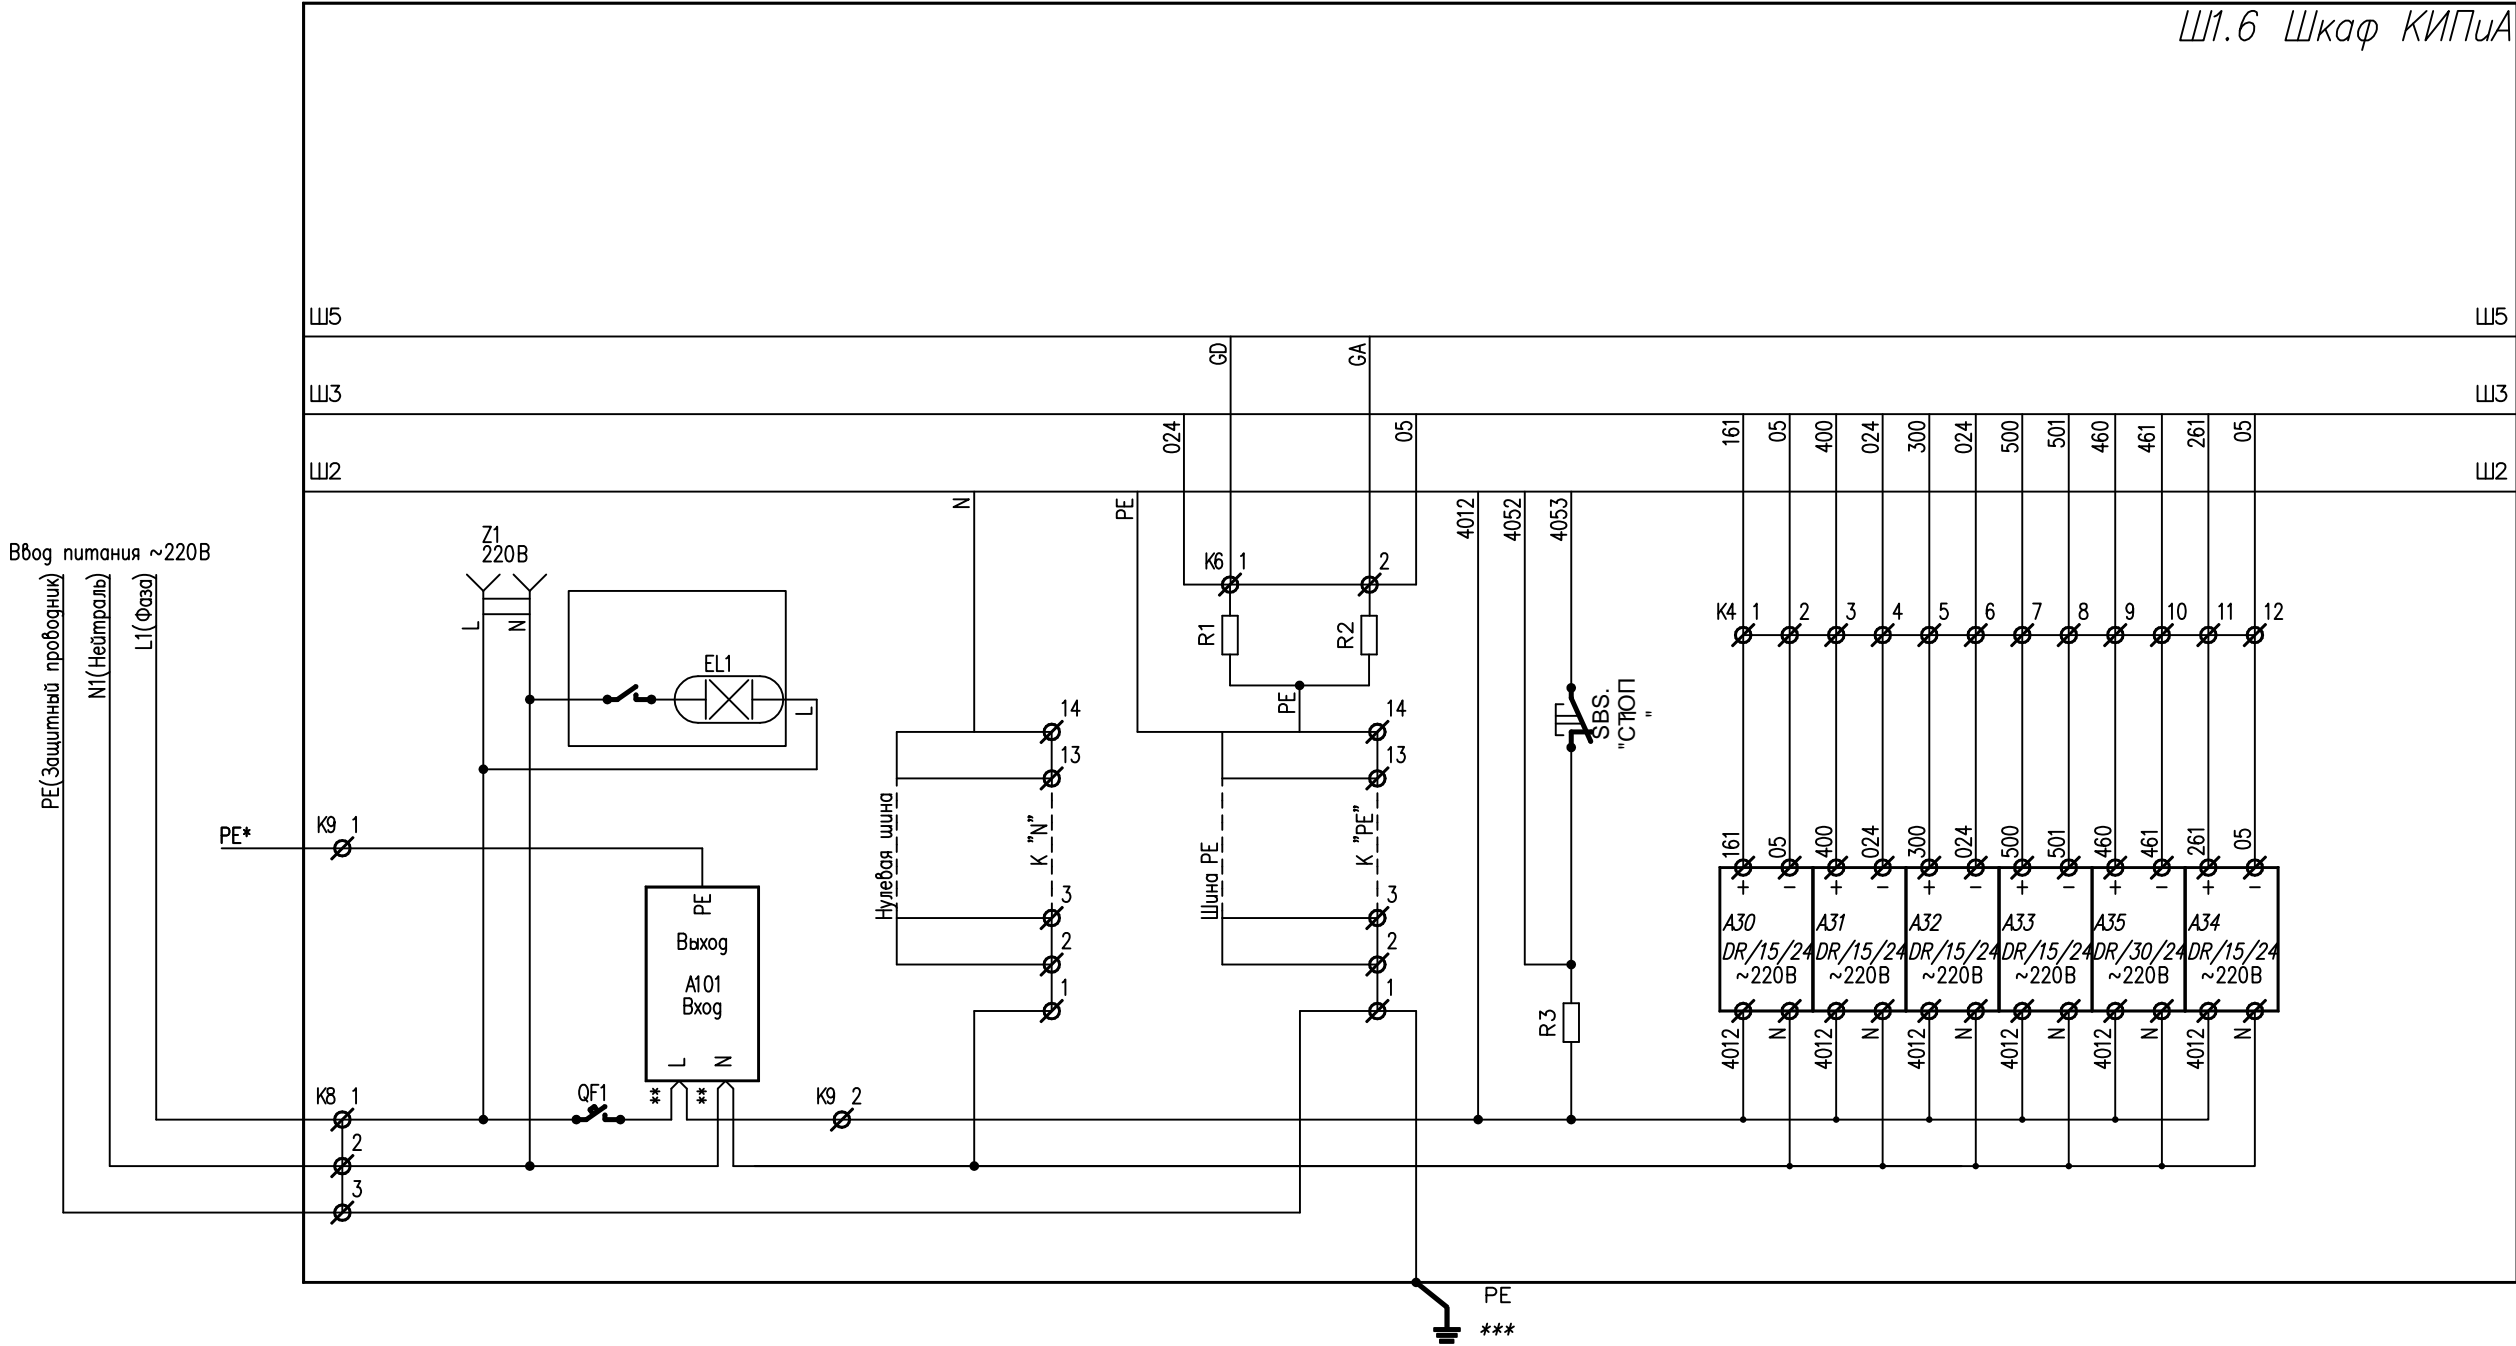 Ш1.6 Шкаф КИПиА
Ш5
Ш5
GD
GA
Ш3
Ш3
024
05
161
05
400
024
300
024
500
501
460
461
261
05
Ш2
Ш2
N
PE
4012
4052
4053
Ввод питания ~220В
PE(Защитный проводник)
N1(Нейтраль)
L1(Фаза)
Z1
220В
L
N
EL1
L
K6 1
2
R1
R2
PE
K4 1
2
3
4
5
6
7
8
9
10
11
12
SBS.
1
"СТОП
"
14
13
Нулевая шина
К "N"
3
2
1
14
13
Шина PE
К "PE"
3
2
1
PE*
K9 1
PE
Выход
A101
Вход
L
N
**
**
161
05
400
024
300
024
500
501
460
461
261
05
+
−
+
−
+
−
+
−
+
−
+
−
A30
DR/15/24
~220В
A31
DR/15/24
~220В
A32
DR/15/24
~220В
A33
DR/15/24
~220В
A35
DR/30/24
~220В
A34
DR/15/24
~220В
R3
4012
N
4012
N
4012
N
4012
N
4012
N
4012
N
K8 1
2
3
QF1
K9 2
PE
***